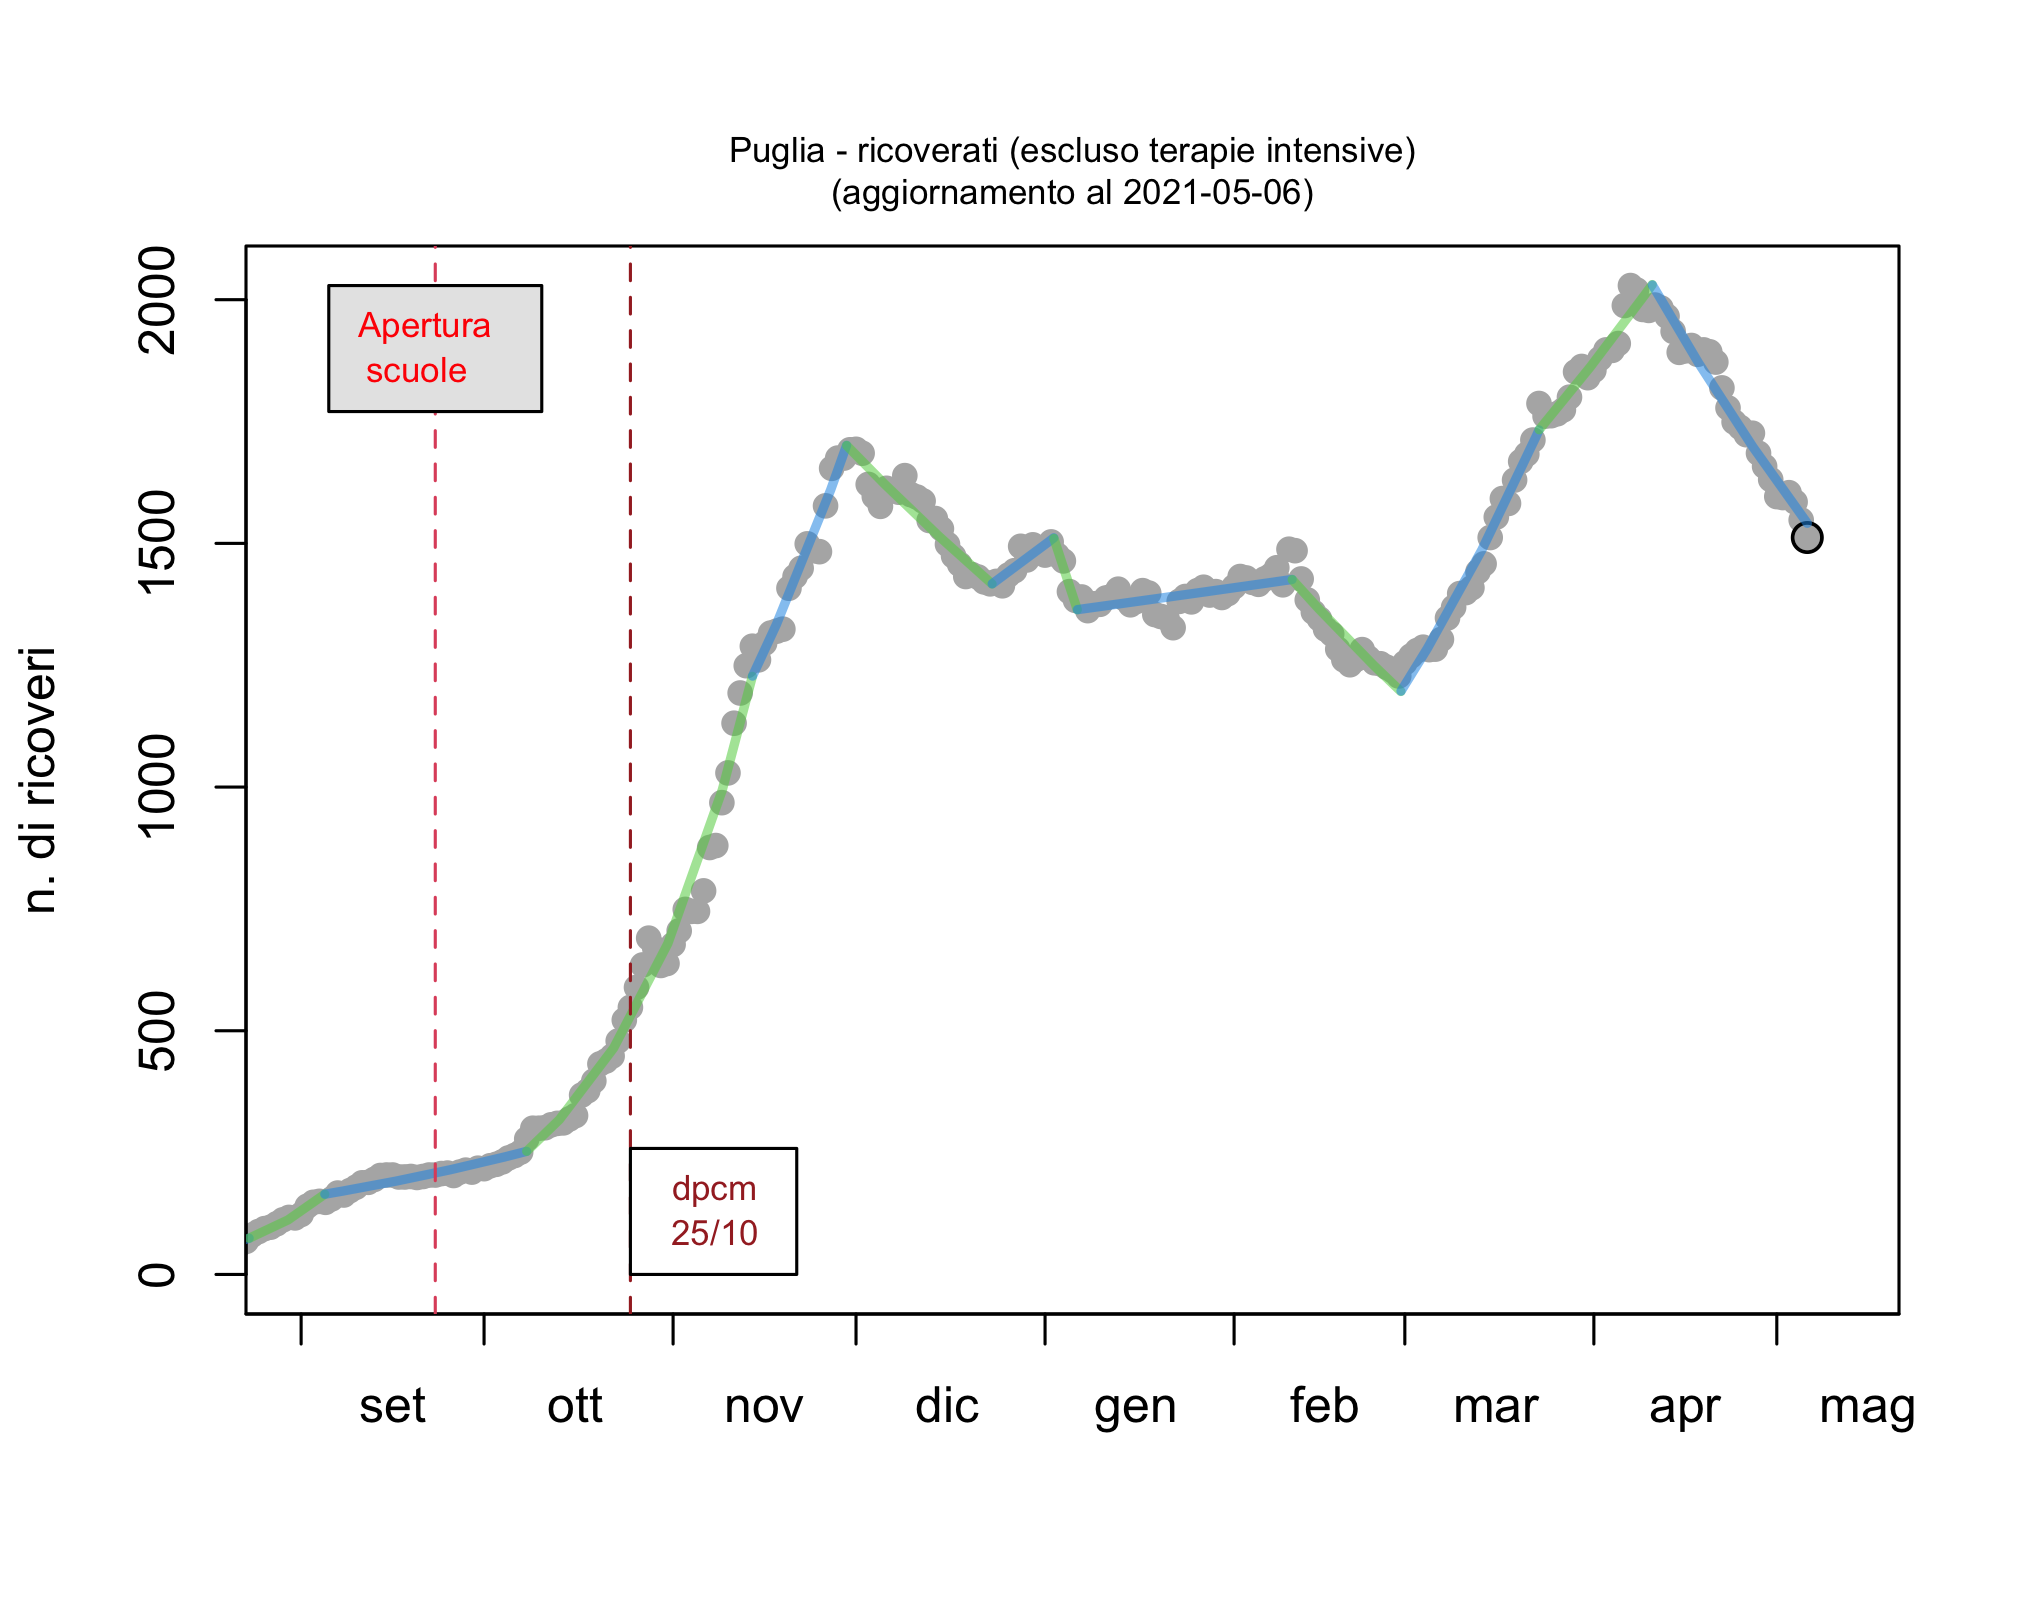 Puglia - ricoverati (escluso terapie intensive)
(aggiornamento al 2021-05-06)
n. di ricoveri
2000
1500
1000
500
0
Apertura
scuole
dpcm
25/10
set ott nov dic gen feb mar apr mag